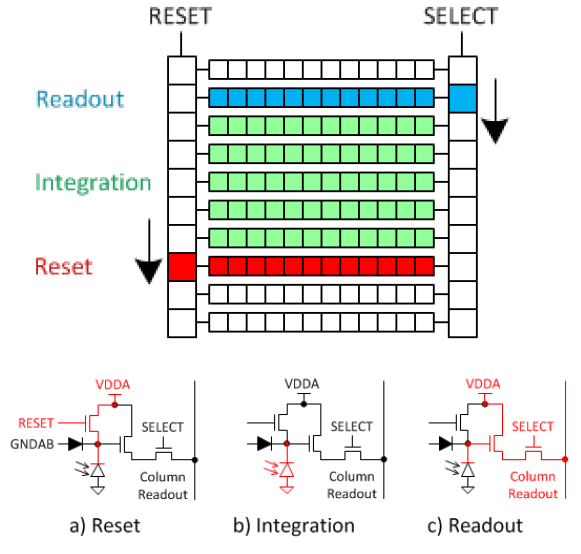 RESET SELECT
Readout
Integration
Reset
VDDA VDDA VDDA
RESET
SELECT SELECT SELECT
GNDAB
Column Column Column
Readout Readout Readout
a) Reset b) Integration c) Readout